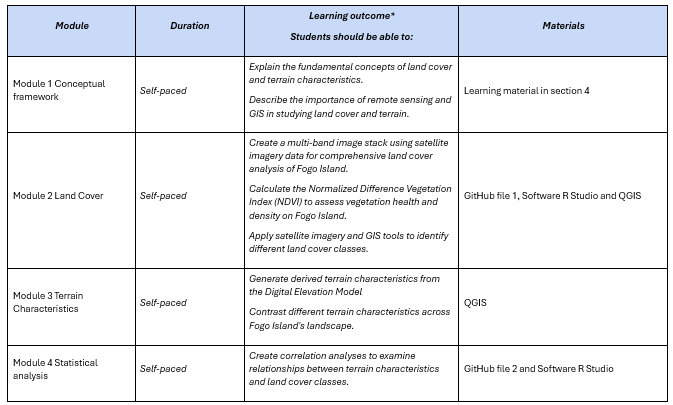 Module
Duration
Learning outcome*
Students should be able to:
Materials
Module 1 Conceptual
framework
Self-paced
Explain the fundamental concepts of land cover
and terrain characteristics.
Describe the importance of remote sensing and
GIS in studying land cover and terrain.
Learning material in section 4
Module 2 Land Cover
Self-paced
Create a multi-band image stack using satellite
imagery data for comprehensive land cover
analysis of Fogo Island.
Calculate the Normalized Difference Vegetation
Index (NDVI) to assess vegetation health and
density on Fogo Island.
Apply satellite imagery and GIS tools to identify
different land cover classes.
GitHub file 1, Software R Studio and QGIS
Module 3 Terrain
Characteristics
Self-paced
Generate derived terrain characteristics from
the Digital Elevation Model
Contrast different terrain characteristics across
Fogo Island's landscape.
QGIS
Module 4 Statistical
analysis
Self-paced
Create correlation analyses to examine
relationships between terrain characteristics
and land cover classes.
GitHub file 2 and Software R Studio